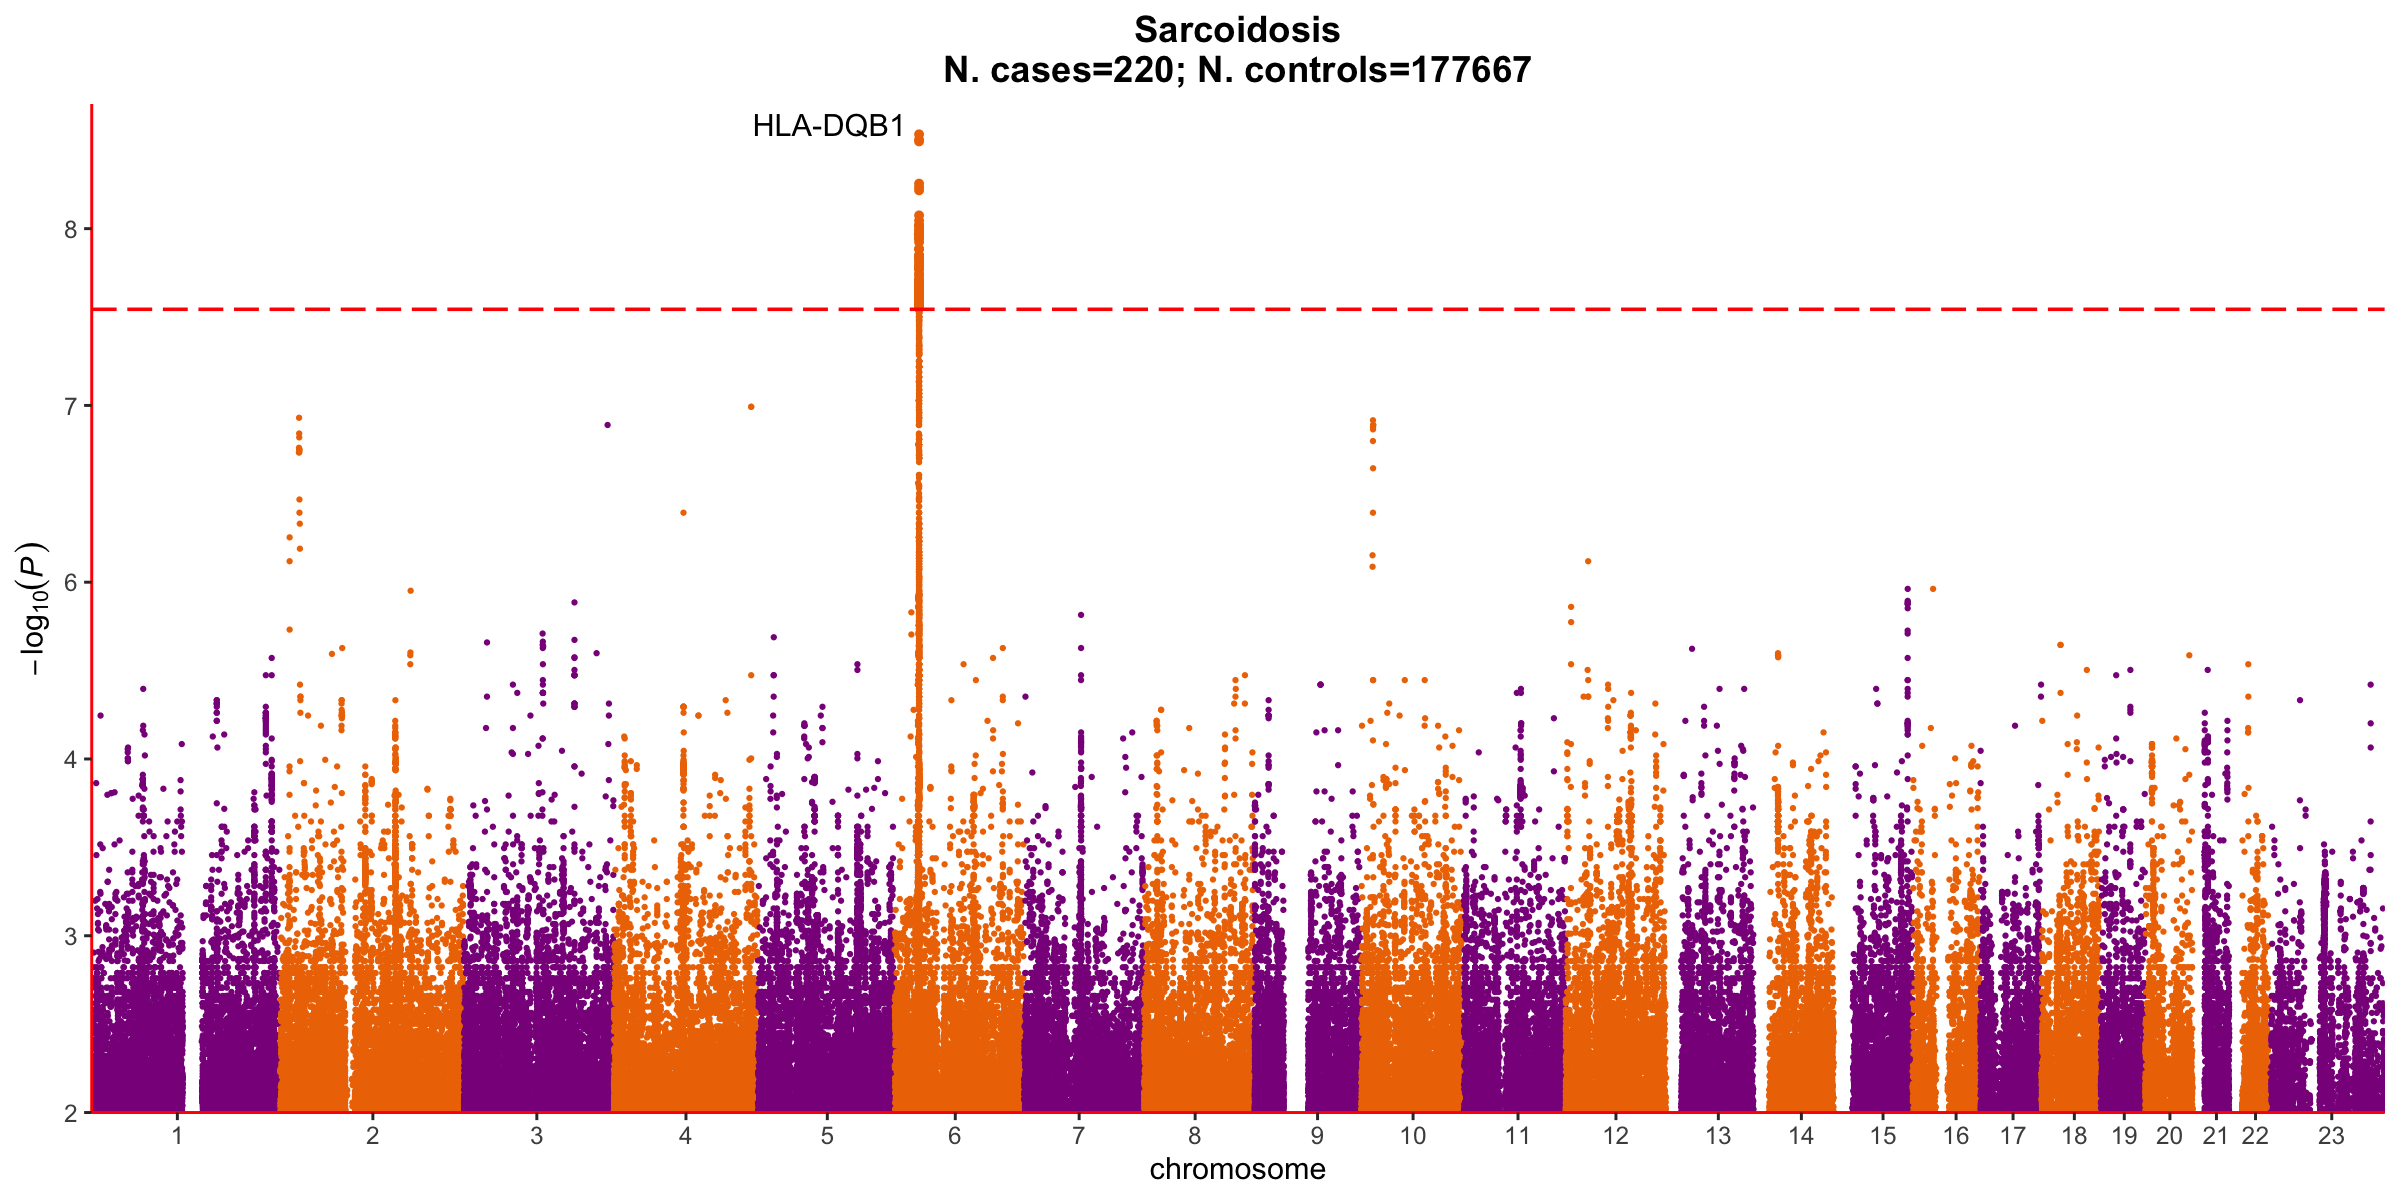 Sarcoidosis
N. cases=220; N. controls=177667
HLA-DQB1
8
7
6
5
4
3
2
−log₁₀(P)
1 2 3 4 5 6 7 8 9 10 11 12 13 14 15 16 17 18 19 20 21 22 23
chromosome